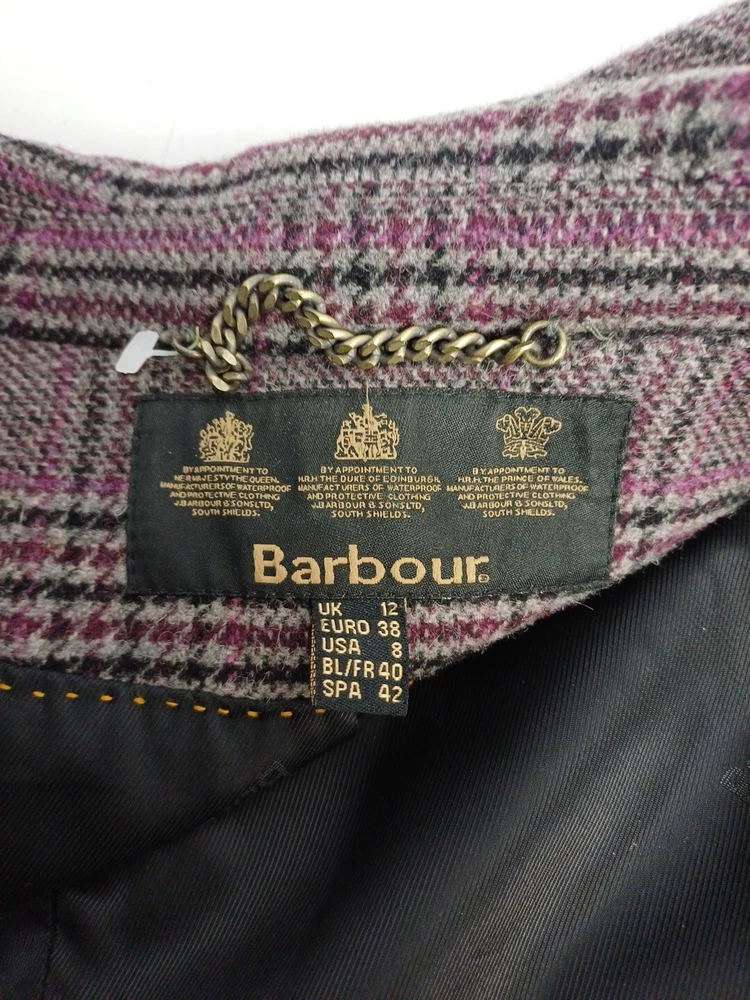 BY APPOINTMENT TO
HER MAJESTY THE QUEEN.
MANUFACTURERS OF WATERPROOF
AND PROTECTIVE CLOTHING
J.BARBOUR & SONS LTD,
SOUTH SHIELDS.
BY APPOINTMENT TO
H.R.H. THE DUKE OF EDINBURGH.
MANUFACTURERS OF WATERPROOF
AND PROTECTIVE CLOTHING
J.BARBOUR & SONS LTD,
SOUTH SHIELDS.
BY APPOINTMENT TO
H.R.H. THE PRINCE OF WALES.
MANUFACTURERS OF WATERPROOF
AND PROTECTIVE CLOTHING
J.BARBOUR & SONS LTD,
SOUTH SHIELDS.
Barbour®
UK 12
EURO 38
USA 8
BL/FR 40
SPA 42